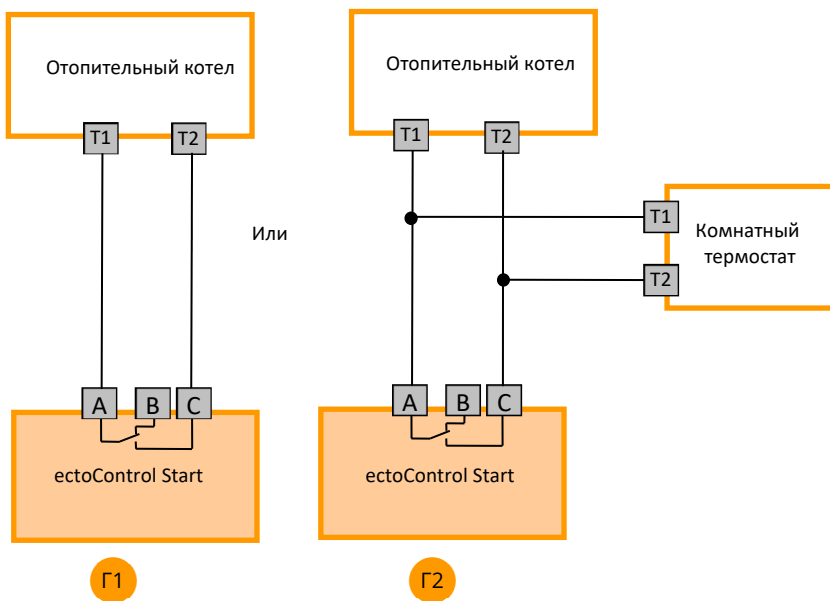 Отопительный котел
T1
T2
Или
A
B
C
ectoControl Start
Г1
Отопительный котел
T1
T2
T1
Комнатный
термостат
T2
A
B
C
ectoControl Start
Г2